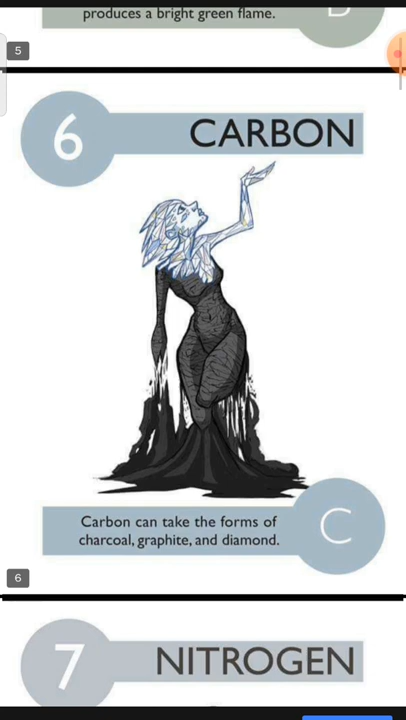 produces a bright green flame.
B
5
6
CARBON
Carbon can take the forms of
charcoal, graphite, and diamond.
C
6
7
NITROGEN